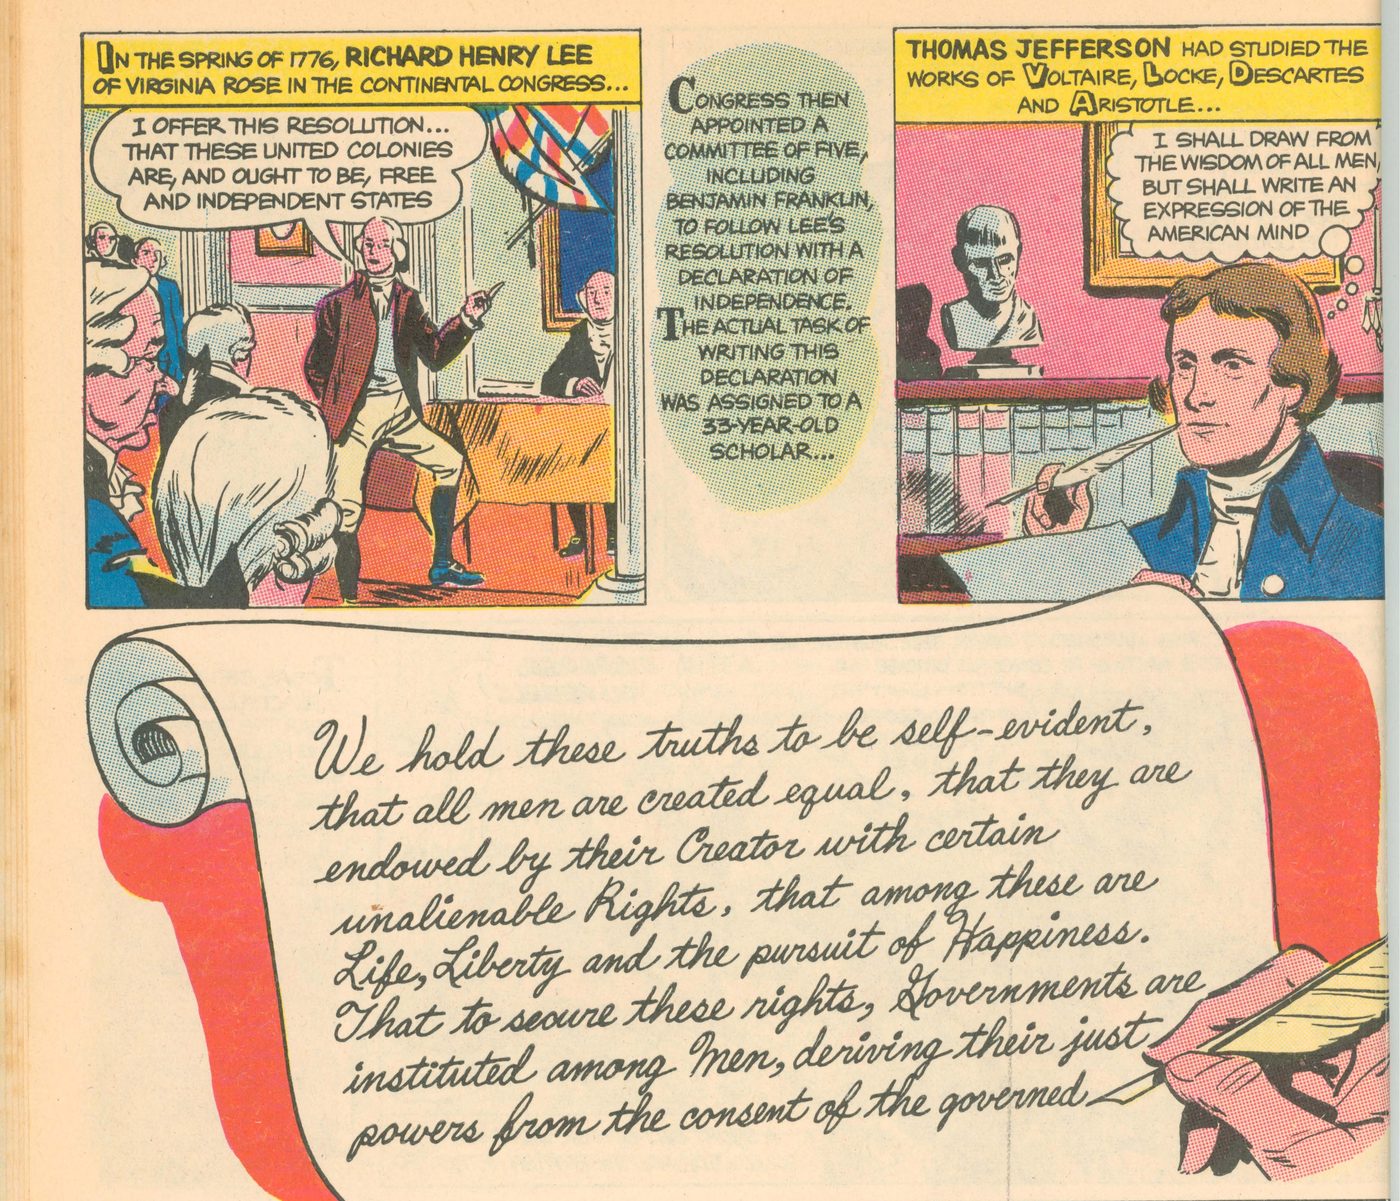 IN THE SPRING OF 1776, RICHARD HENRY LEE
OF VIRGINIA ROSE IN THE CONTINENTAL CONGRESS...
I OFFER THIS RESOLUTION...
THAT THESE UNITED COLONIES
ARE, AND OUGHT TO BE, FREE
AND INDEPENDENT STATES
CONGRESS THEN
APPOINTED A
COMMITTEE OF FIVE,
INCLUDING
BENJAMIN FRANKLIN,
TO FOLLOW LEE'S
RESOLUTION WITH A
DECLARATION OF
INDEPENDENCE.
THE ACTUAL TASK OF
WRITING THIS
DECLARATION
WAS ASSIGNED TO A
33-YEAR-OLD
SCHOLAR...
THOMAS JEFFERSON HAD STUDIED THE
WORKS OF VOLTAIRE, LOCKE, DESCARTES
AND ARISTOTLE...
I SHALL DRAW FROM
THE WISDOM OF ALL MEN,
BUT SHALL WRITE AN
EXPRESSION OF THE
AMERICAN MIND
We hold these truths to be self-evident,
that all men are created equal, that they are
endowed by their Creator with certain
unalienable Rights, that among these are
Life, Liberty and the pursuit of Happiness.
That to secure these rights, Governments are
instituted among Men, deriving their just
powers from the consent of the governed